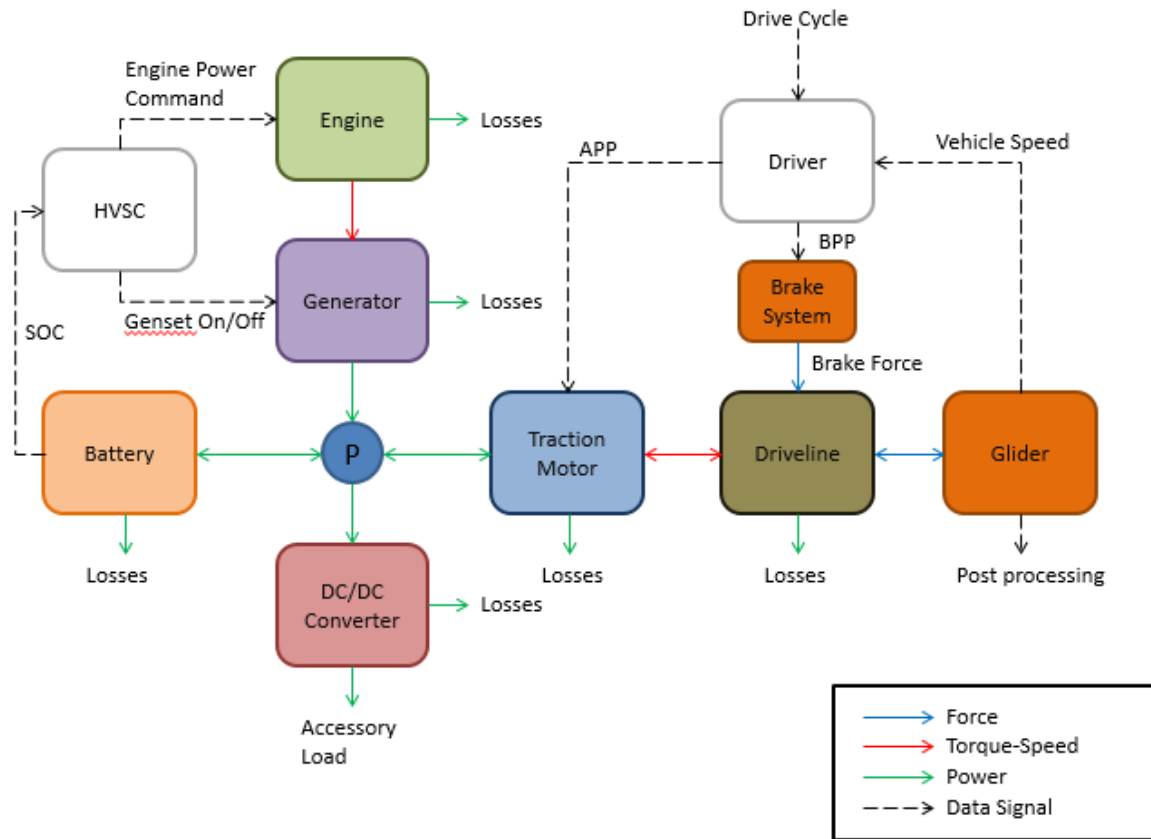 Drive Cycle
Engine Power
Command
Engine
Losses
APP
Driver
Vehicle Speed
HVSC
BPP
Generator
Losses
Genset On/Off
Brake
System
SOC
Brake Force
Battery
P
Traction
Motor
Driveline
Glider
Losses
Losses
Losses
Post processing
DC/DC
Converter
Losses
Accessory
Load
Force
Torque-Speed
Power
Data Signal